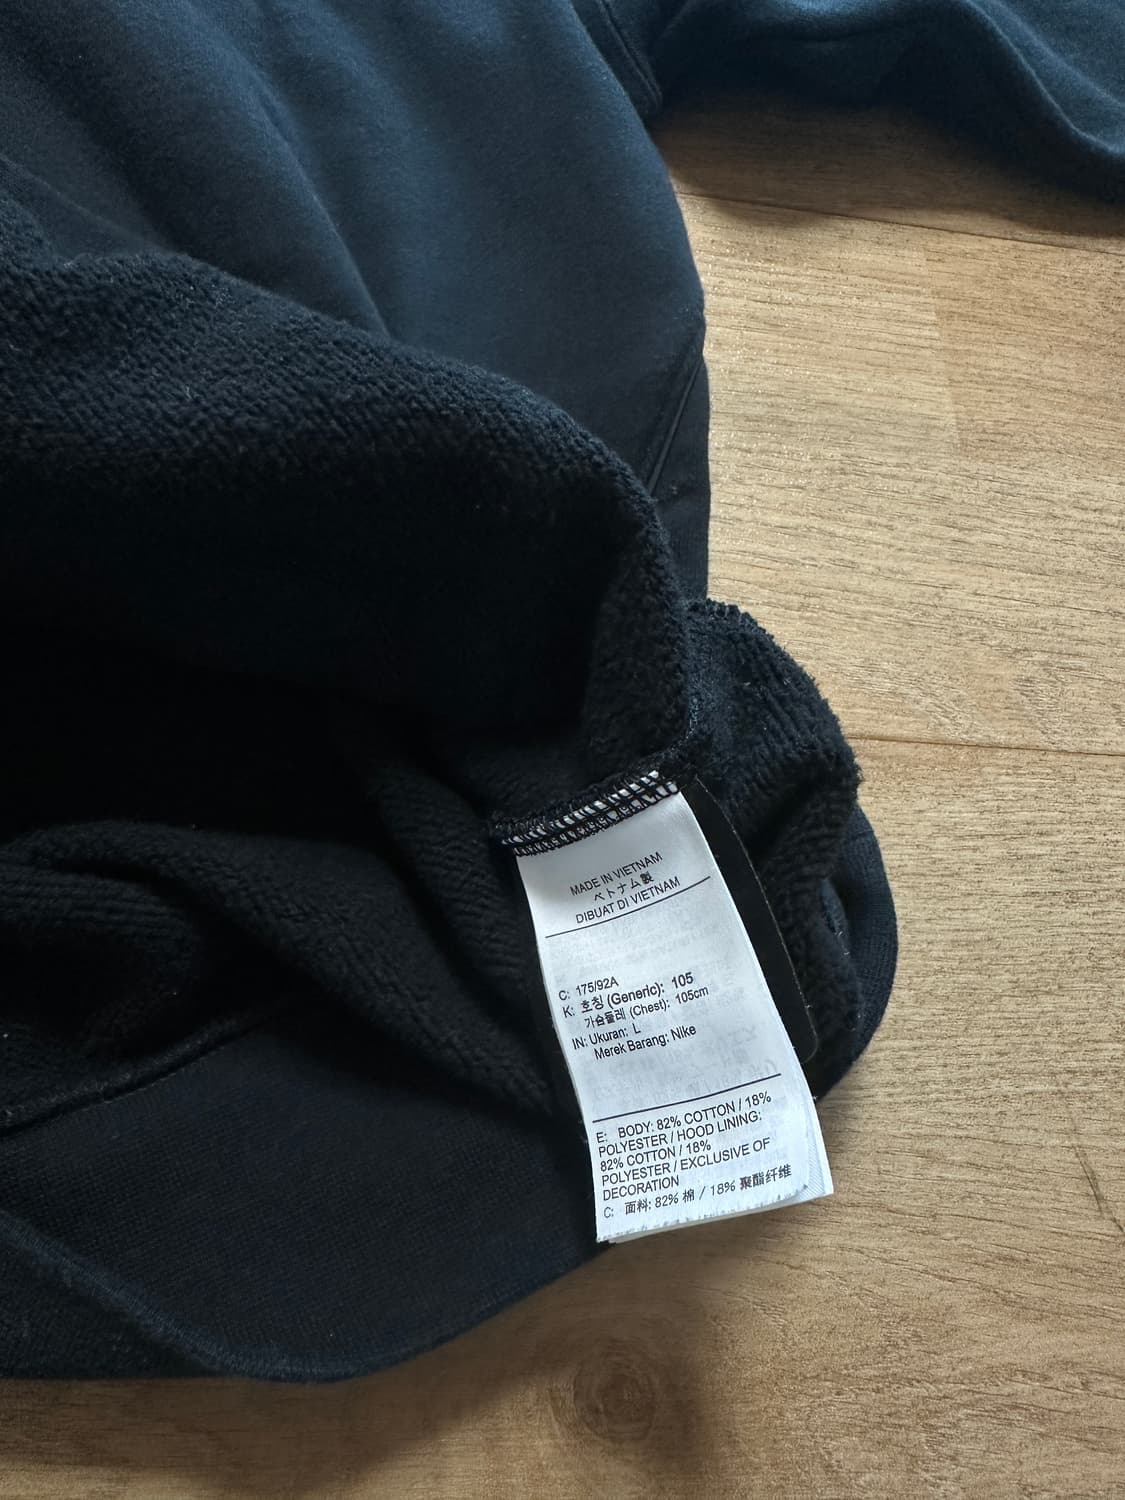 MADE IN VIETNAM
ベトナム製
DIBUAT DI VIETNAM
C: 175/92A
K: 호칭 (Generic): 105
가슴둘레 (Chest): 105cm
IN: Ukuran: L
Merek Barang: Nike
E: BODY: 82% COTTON / 18%
POLYESTER / HOOD LINING:
82% COTTON / 18%
POLYESTER / EXCLUSIVE OF
DECORATION
C: 面料: 82% 棉 / 18% 聚酯纤维